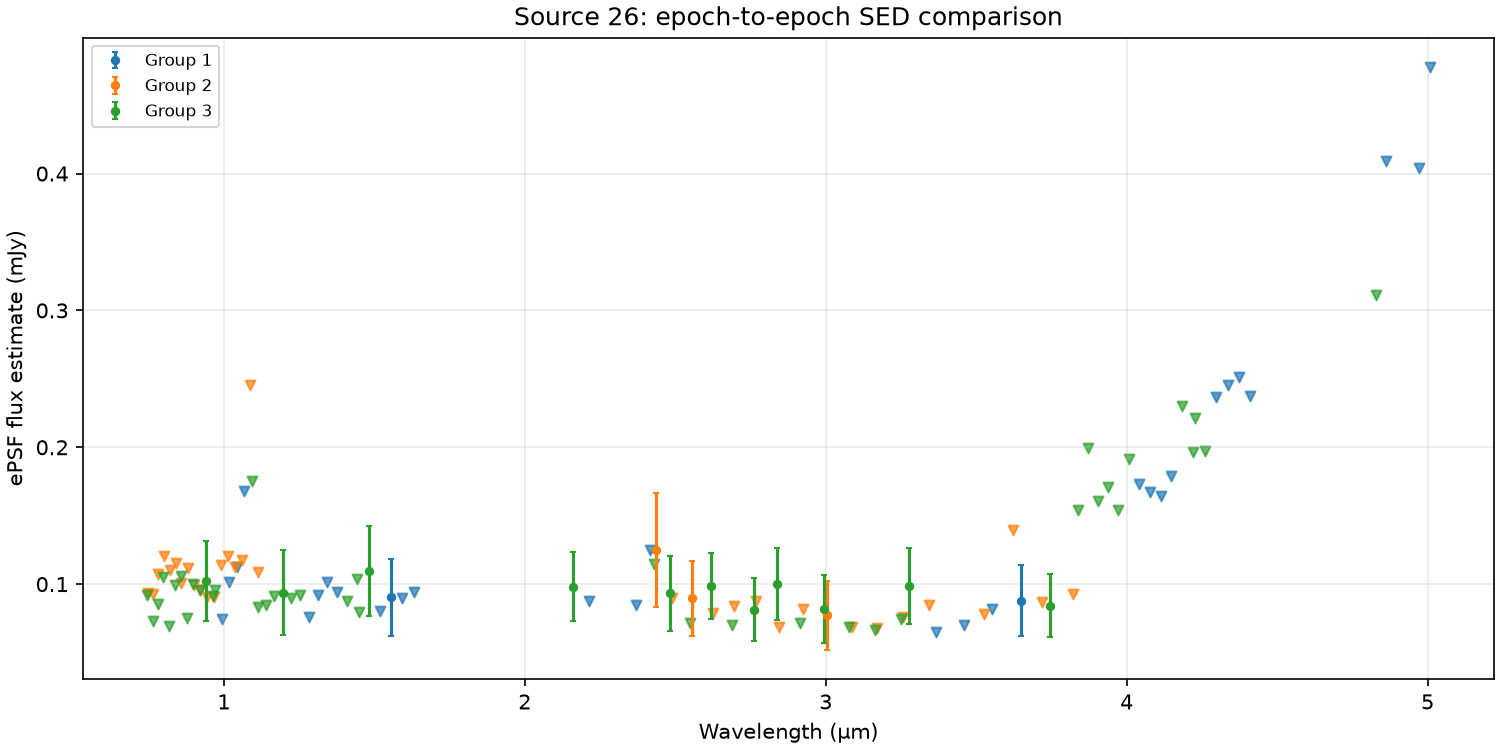 Source 26: epoch-to-epoch SED comparison
Group 1
Group 2
Group 3
ePSF flux estimate (mJy)
0.4
0.3
0.2
0.1
1 2 3 4 5
Wavelength (μm)